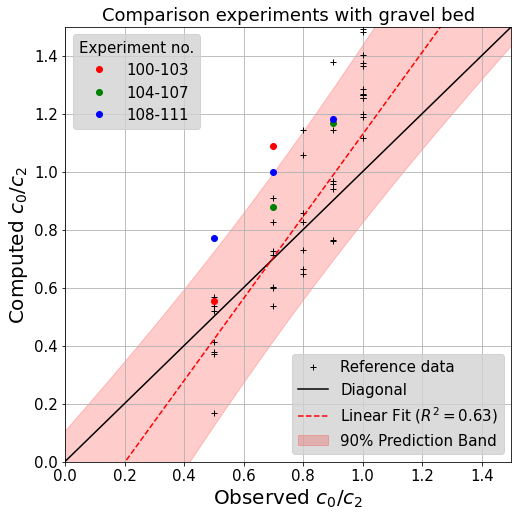 Comparison experiments with gravel bed
Experiment no.
100-103
104-107
108-111
Computed c₀/c₂
1.4
1.2
1.0
0.8
0.6
0.4
0.2
0.0
Reference data
Diagonal
Linear Fit (R² = 0.63)
90% Prediction Band
0.0 0.2 0.4 0.6 0.8 1.0 1.2 1.4
Observed c₀/c₂